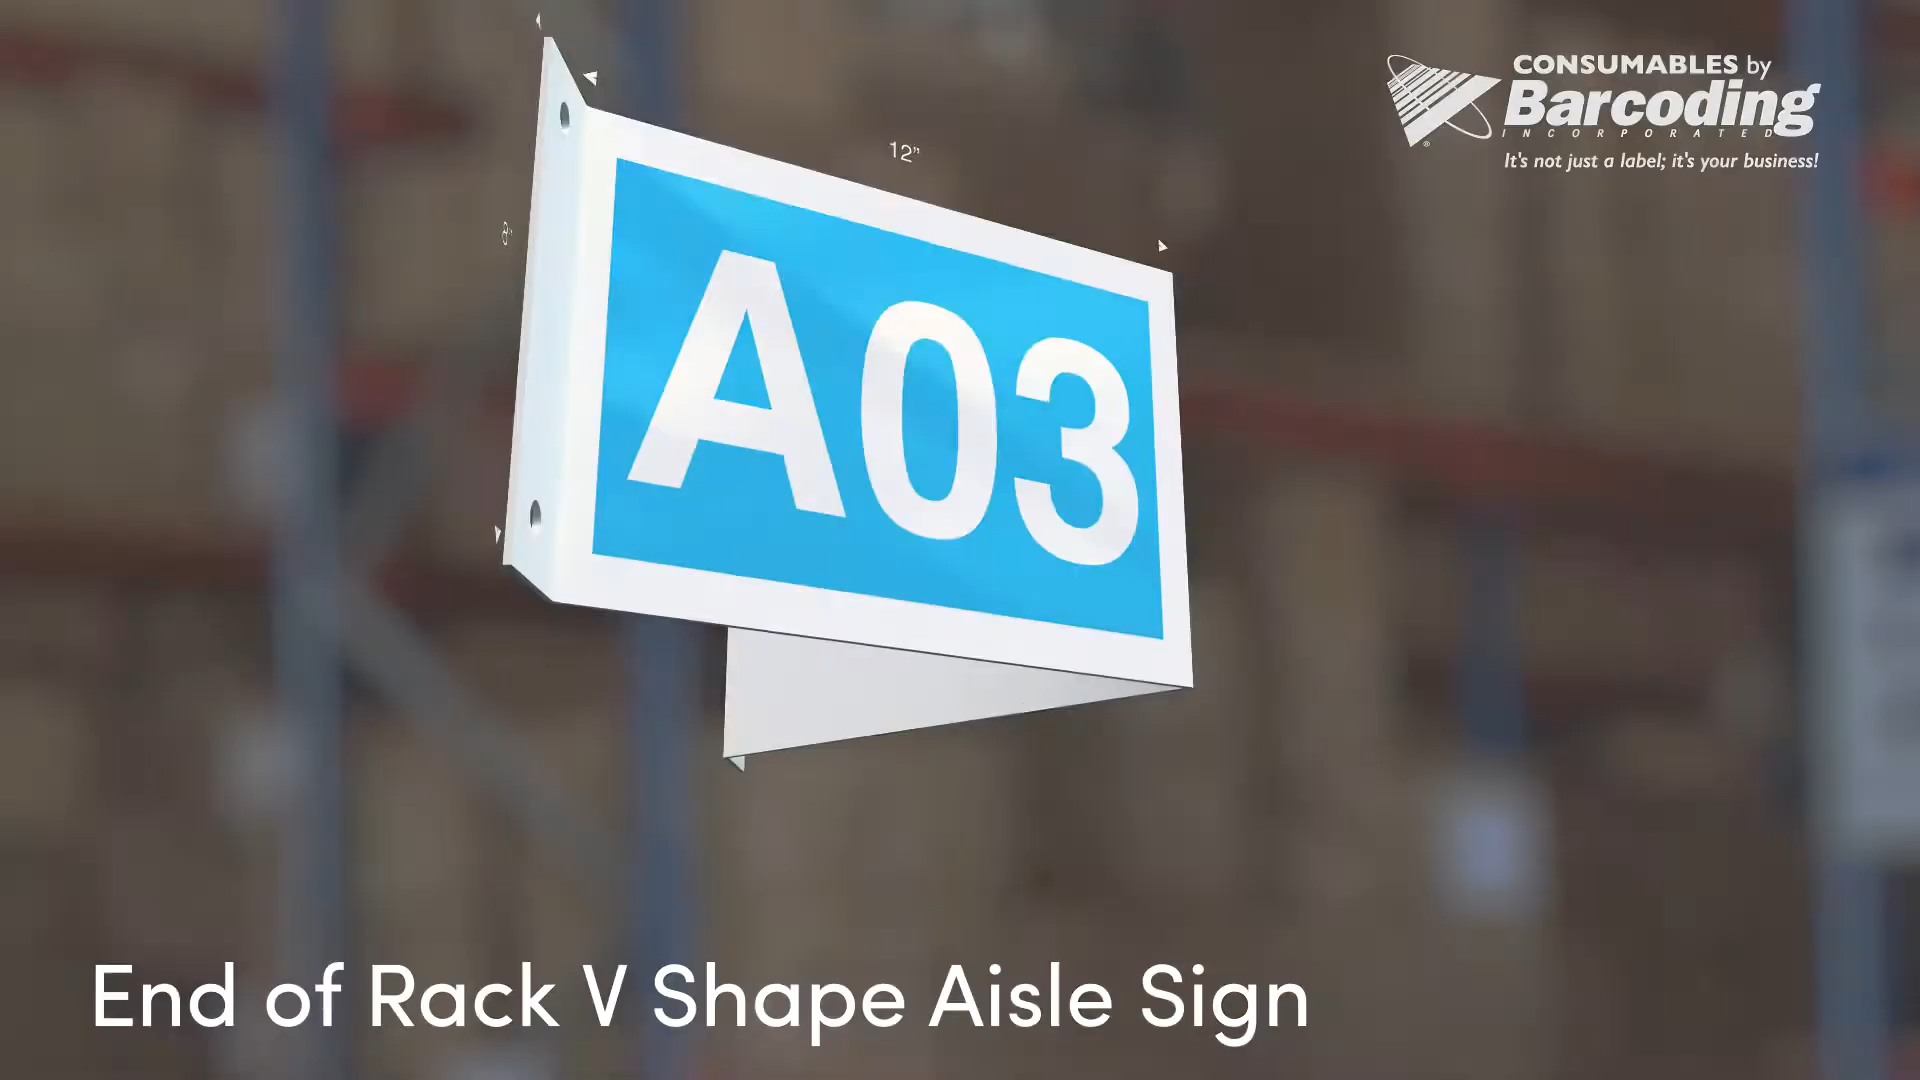 CONSUMABLES by
Barcoding
INCORPORATED
It's not just a label; it's your business!
12"
8"
A03
End of Rack V Shape Aisle Sign